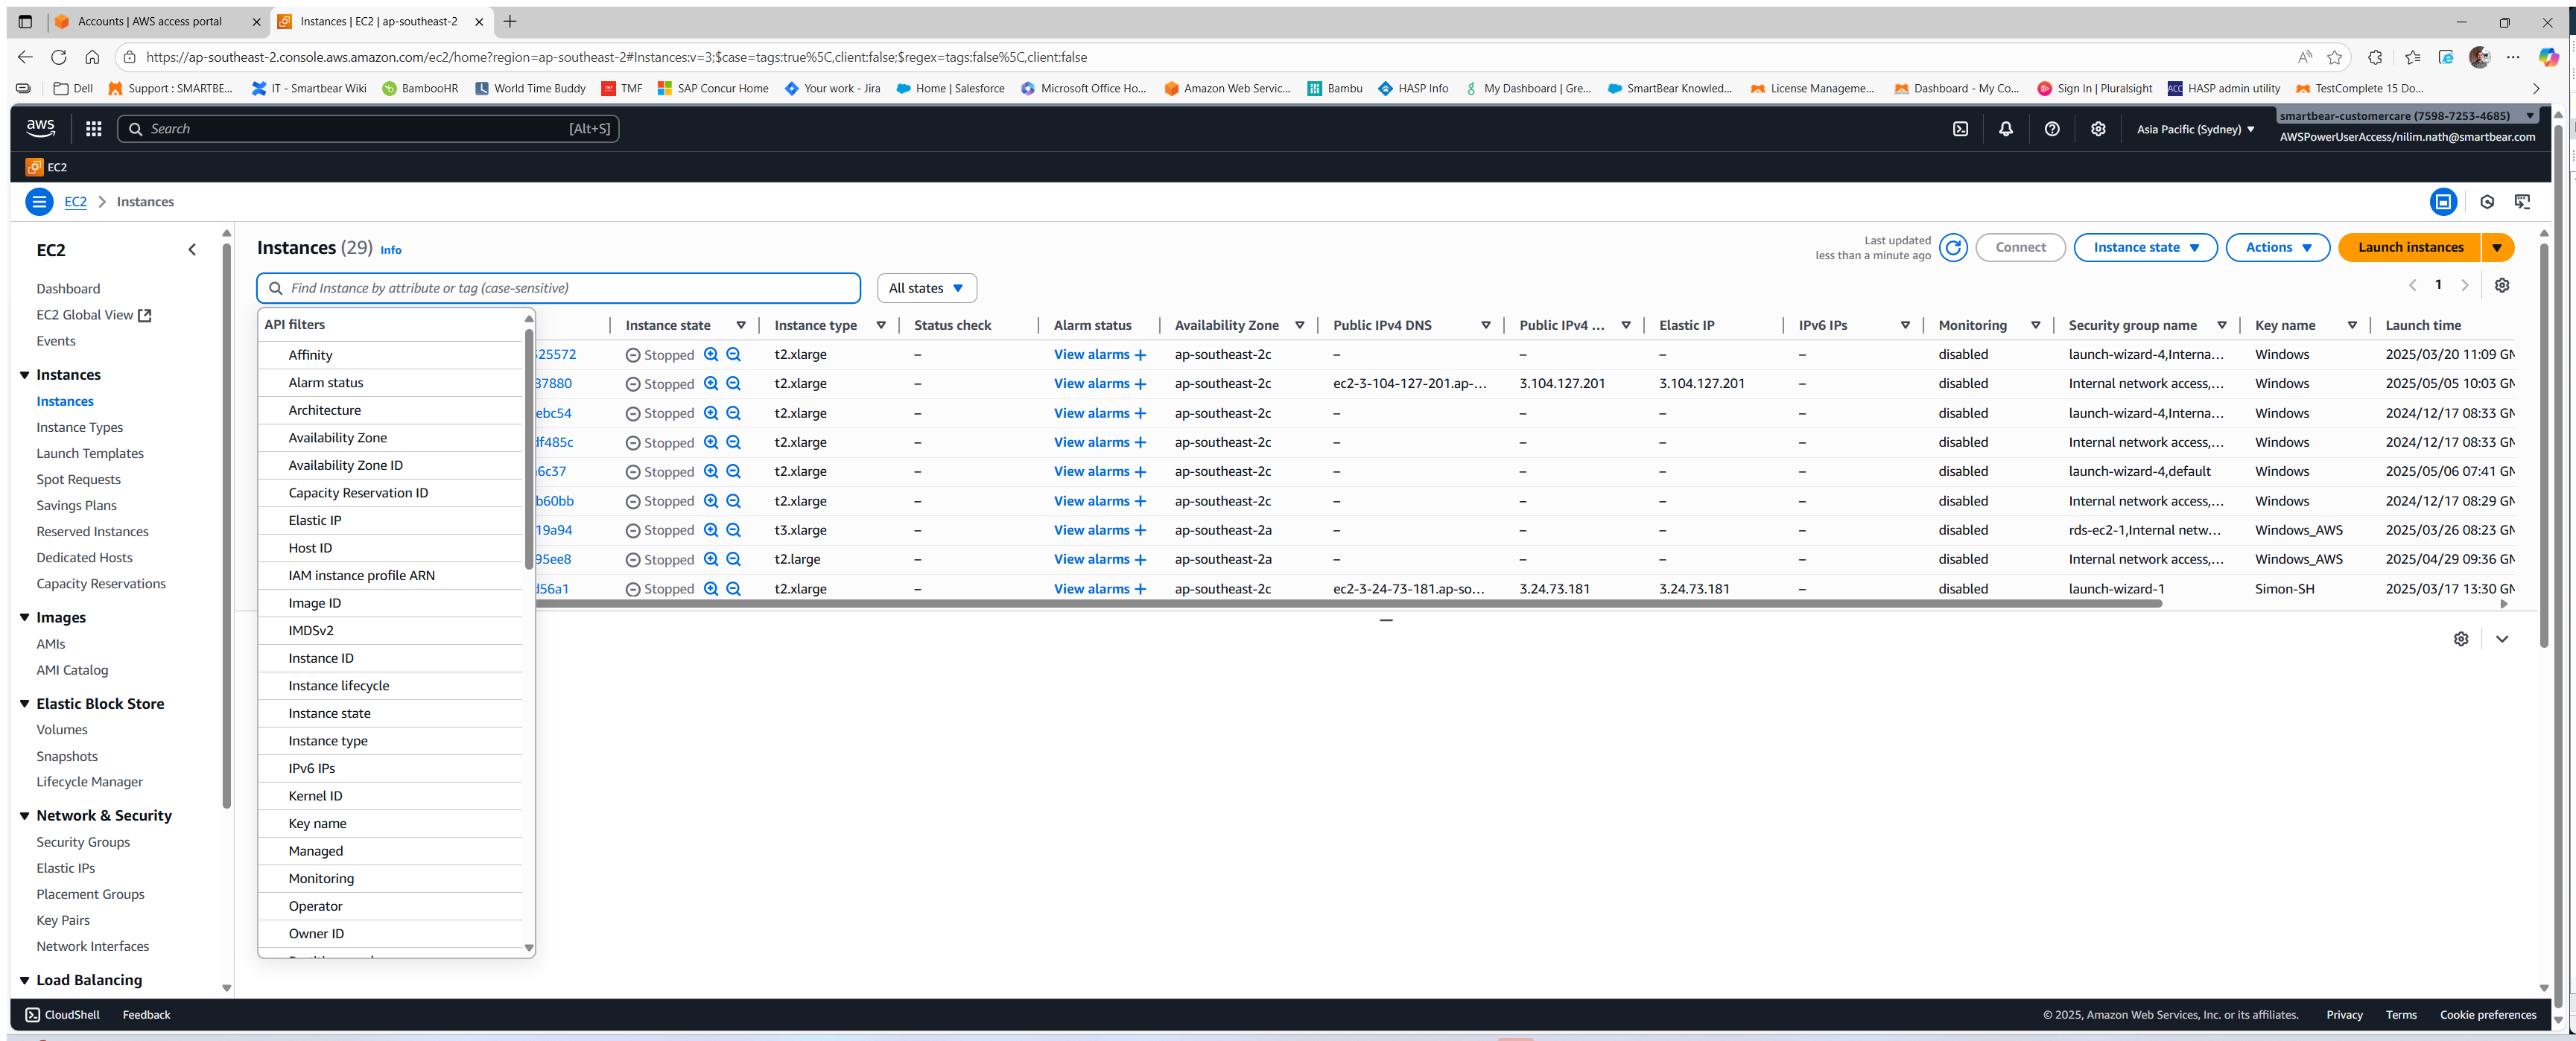 Accounts | AWS access portal
Instances | EC2 | ap-southeast-2
https://ap-southeast-2.console.aws.amazon.com/ec2/home?region=ap-southeast-2#Instances:v=3;$case=tags:true%5C,client:false;$regex=tags:false%5C,client:false
Dell Support : SMARTBE... IT - Smartbear Wiki BambooHR World Time Buddy TMF SAP Concur Home Your work - Jira Home | Salesforce Microsoft Office Ho... Amazon Web Servic... Bambu HASP Info My Dashboard | Gre... SmartBear Knowled... License Manageme... Dashboard - My Co... Sign In | Pluralsight HASP admin utility TestComplete 15 Do...
aws
Search [Alt+S]
Asia Pacific (Sydney)
smartbear-customercare (7598-7253-4685)
AWSPowerUserAccess/nilim.nath@smartbear.com
EC2
EC2 > Instances
EC2
Dashboard
EC2 Global View
Events
Instances
Instances
Instance Types
Launch Templates
Spot Requests
Savings Plans
Reserved Instances
Dedicated Hosts
Capacity Reservations
Images
AMIs
AMI Catalog
Elastic Block Store
Volumes
Snapshots
Lifecycle Manager
Network & Security
Security Groups
Elastic IPs
Placement Groups
Key Pairs
Network Interfaces
Load Balancing
Instances (29) Info
Last updated
less than a minute ago
Connect
Instance state
Actions
Launch instances
Find Instance by attribute or tag (case-sensitive)
All states
1
API filters
Affinity
Alarm status
Architecture
Availability Zone
Availability Zone ID
Capacity Reservation ID
Elastic IP
Host ID
IAM instance profile ARN
Image ID
IMDSv2
Instance ID
Instance lifecycle
Instance state
Instance type
IPv6 IPs
Kernel ID
Key name
Managed
Monitoring
Operator
Owner ID
Instance state Instance type Status check Alarm status Availability Zone Public IPv4 DNS Public IPv4 ... Elastic IP IPv6 IPs Monitoring Security group name Key name Launch time
25572 Stopped t2.xlarge – View alarms + ap-southeast-2c – – – – disabled launch-wizard-4,Interna... Windows 2025/03/20 11:09 GM
87880 Stopped t2.xlarge – View alarms + ap-southeast-2c ec2-3-104-127-201.ap-... 3.104.127.201 3.104.127.201 – disabled Internal network access,... Windows 2025/05/05 10:03 GM
ebc54 Stopped t2.xlarge – View alarms + ap-southeast-2c – – – – disabled launch-wizard-4,Interna... Windows 2024/12/17 08:33 GM
df485c Stopped t2.xlarge – View alarms + ap-southeast-2c – – – – disabled Internal network access,... Windows 2024/12/17 08:33 GM
6c37 Stopped t2.xlarge – View alarms + ap-southeast-2c – – – – disabled launch-wizard-4,default Windows 2025/05/06 07:41 GM
b60bb Stopped t2.xlarge – View alarms + ap-southeast-2c – – – – disabled Internal network access,... Windows 2024/12/17 08:29 GM
19a94 Stopped t3.xlarge – View alarms + ap-southeast-2a – – – – disabled rds-ec2-1,Internal netw... Windows_AWS 2025/03/26 08:23 GM
95ee8 Stopped t2.large – View alarms + ap-southeast-2a – – – – disabled Internal network access,... Windows_AWS 2025/04/29 09:36 GM
d56a1 Stopped t2.xlarge – View alarms + ap-southeast-2c ec2-3-24-73-181.ap-so... 3.24.73.181 3.24.73.181 – disabled launch-wizard-1 Simon-SH 2025/03/17 13:30 GM
CloudShell Feedback
© 2025, Amazon Web Services, Inc. or its affiliates. Privacy Terms Cookie preferences